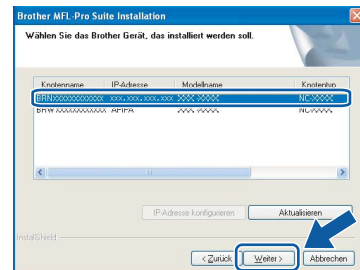 Brother MFL-Pro Suite Installation
Wählen Sie das Brother Gerät, das installiert werden soll.
Knotenname IP-Adresse Modellname Knotentyp
BRNXXXXXXXXXXXX XXX.XXX.XXX.XXX XXX XXXX NC-XXXX
BRWXXXXXXXXXXXX APIPA XXX XXXX NC-XXXX
IP-Adresse konfigurieren Aktualisieren
InstallShield
< Zurück Weiter > Abbrechen